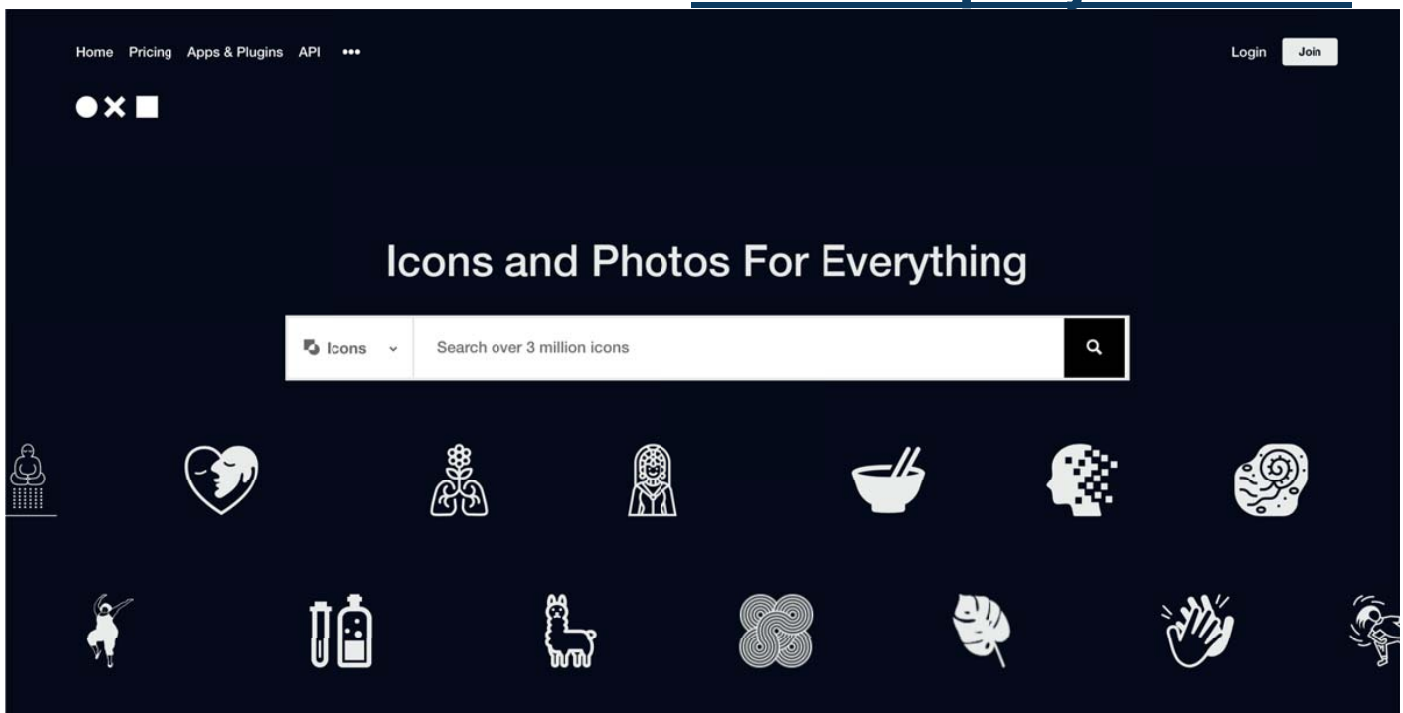 Home Pricing Apps & Plugins API •••
Login Join
Icons and Photos For Everything
Icons
Search over 3 million icons